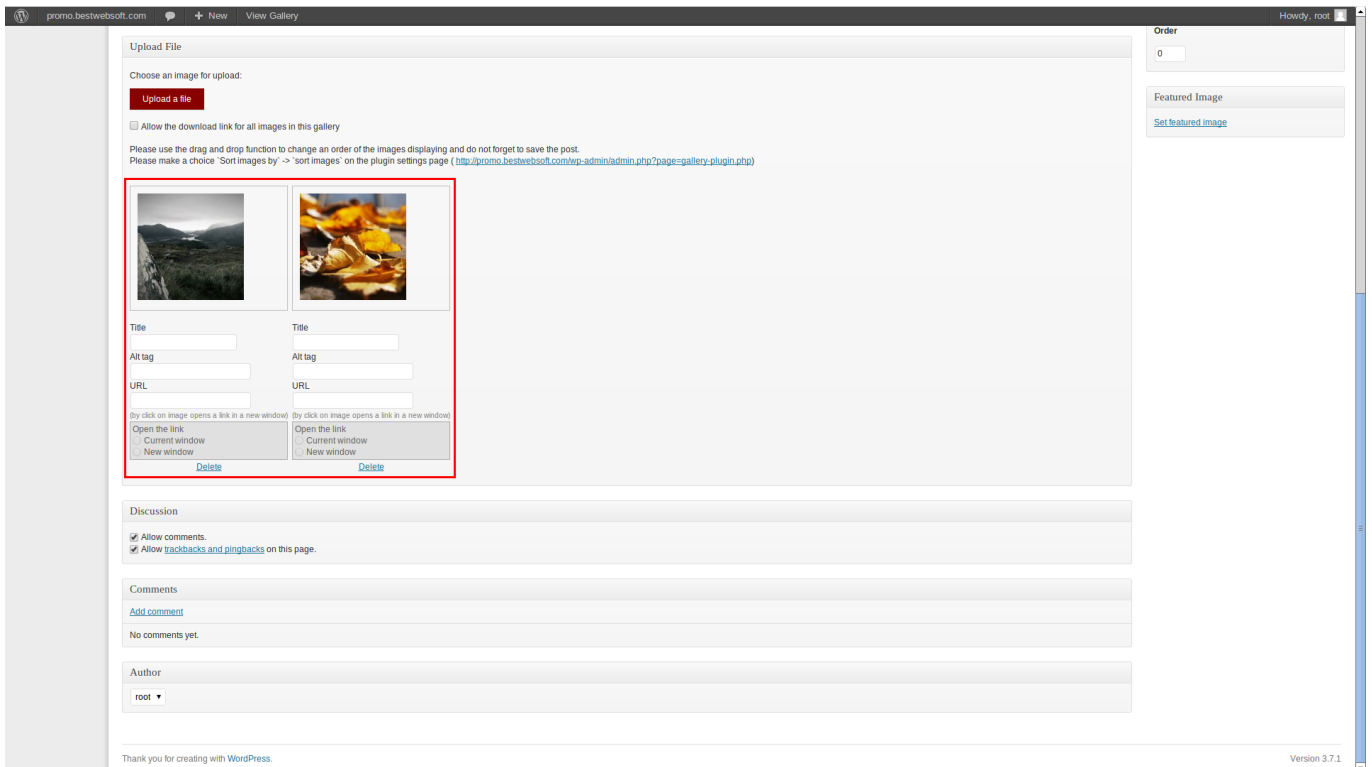 promo.bestwebsoft.com + New View Gallery Howdy, root
Order
0
Featured Image
Set featured image
Upload File
Choose an image for upload:
Upload a file
Allow the download link for all images in this gallery
Please use the drag and drop function to change an order of the images displaying and do not forget to save the post.
Please make a choice `Sort images by` -> `sort images` on the plugin settings page ( http://promo.bestwebsoft.com/wp-admin/admin.php?page=gallery-plugin.php)
Title Title
Alt tag Alt tag
URL URL
(by click on image opens a link in a new window) (by click on image opens a link in a new window)
Open the link Open the link
Current window Current window
New window New window
Delete Delete
Discussion
Allow comments.
Allow trackbacks and pingbacks on this page.
Comments
Add comment
No comments yet.
Author
root
Thank you for creating with WordPress. Version 3.7.1